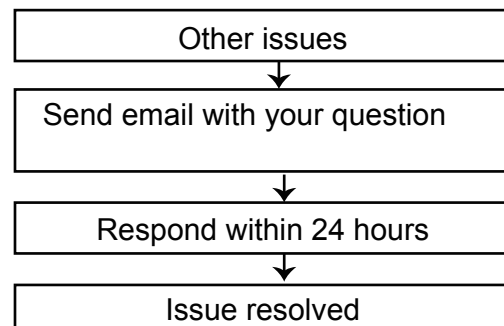 Other issues
Send email with your question
Respond within 24 hours
Issue resolved